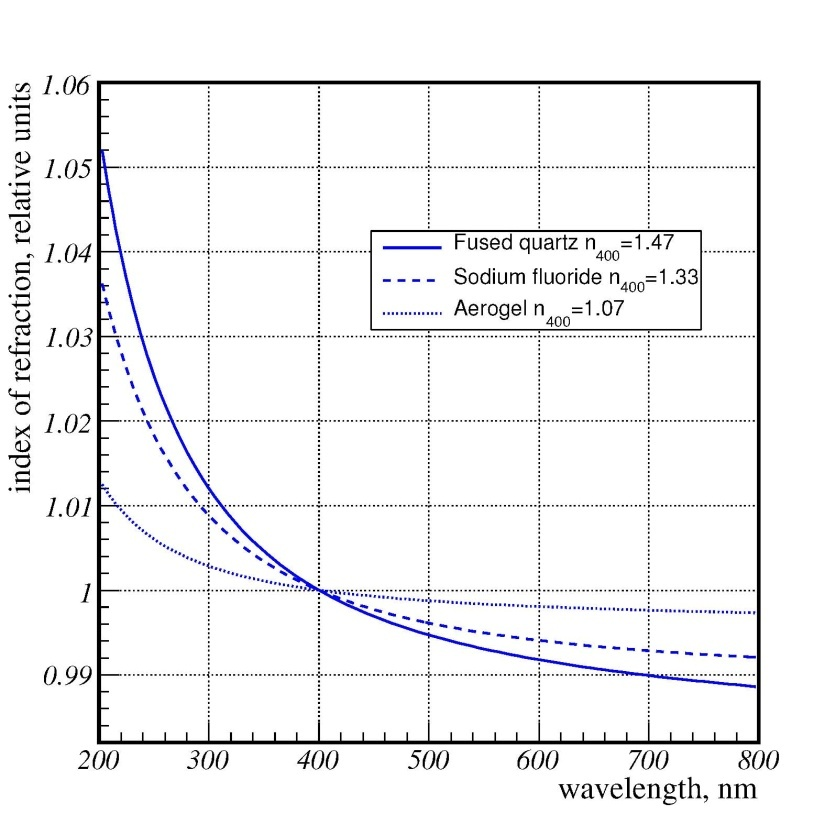 index of refraction, relative units
1.06
1.05
1.04
1.03
1.02
1.01
1
0.99
Fused quartz n400=1.47
Sodium fluoride n400=1.33
Aerogel n400=1.07
200 300 400 500 600 700 800
wavelength, nm